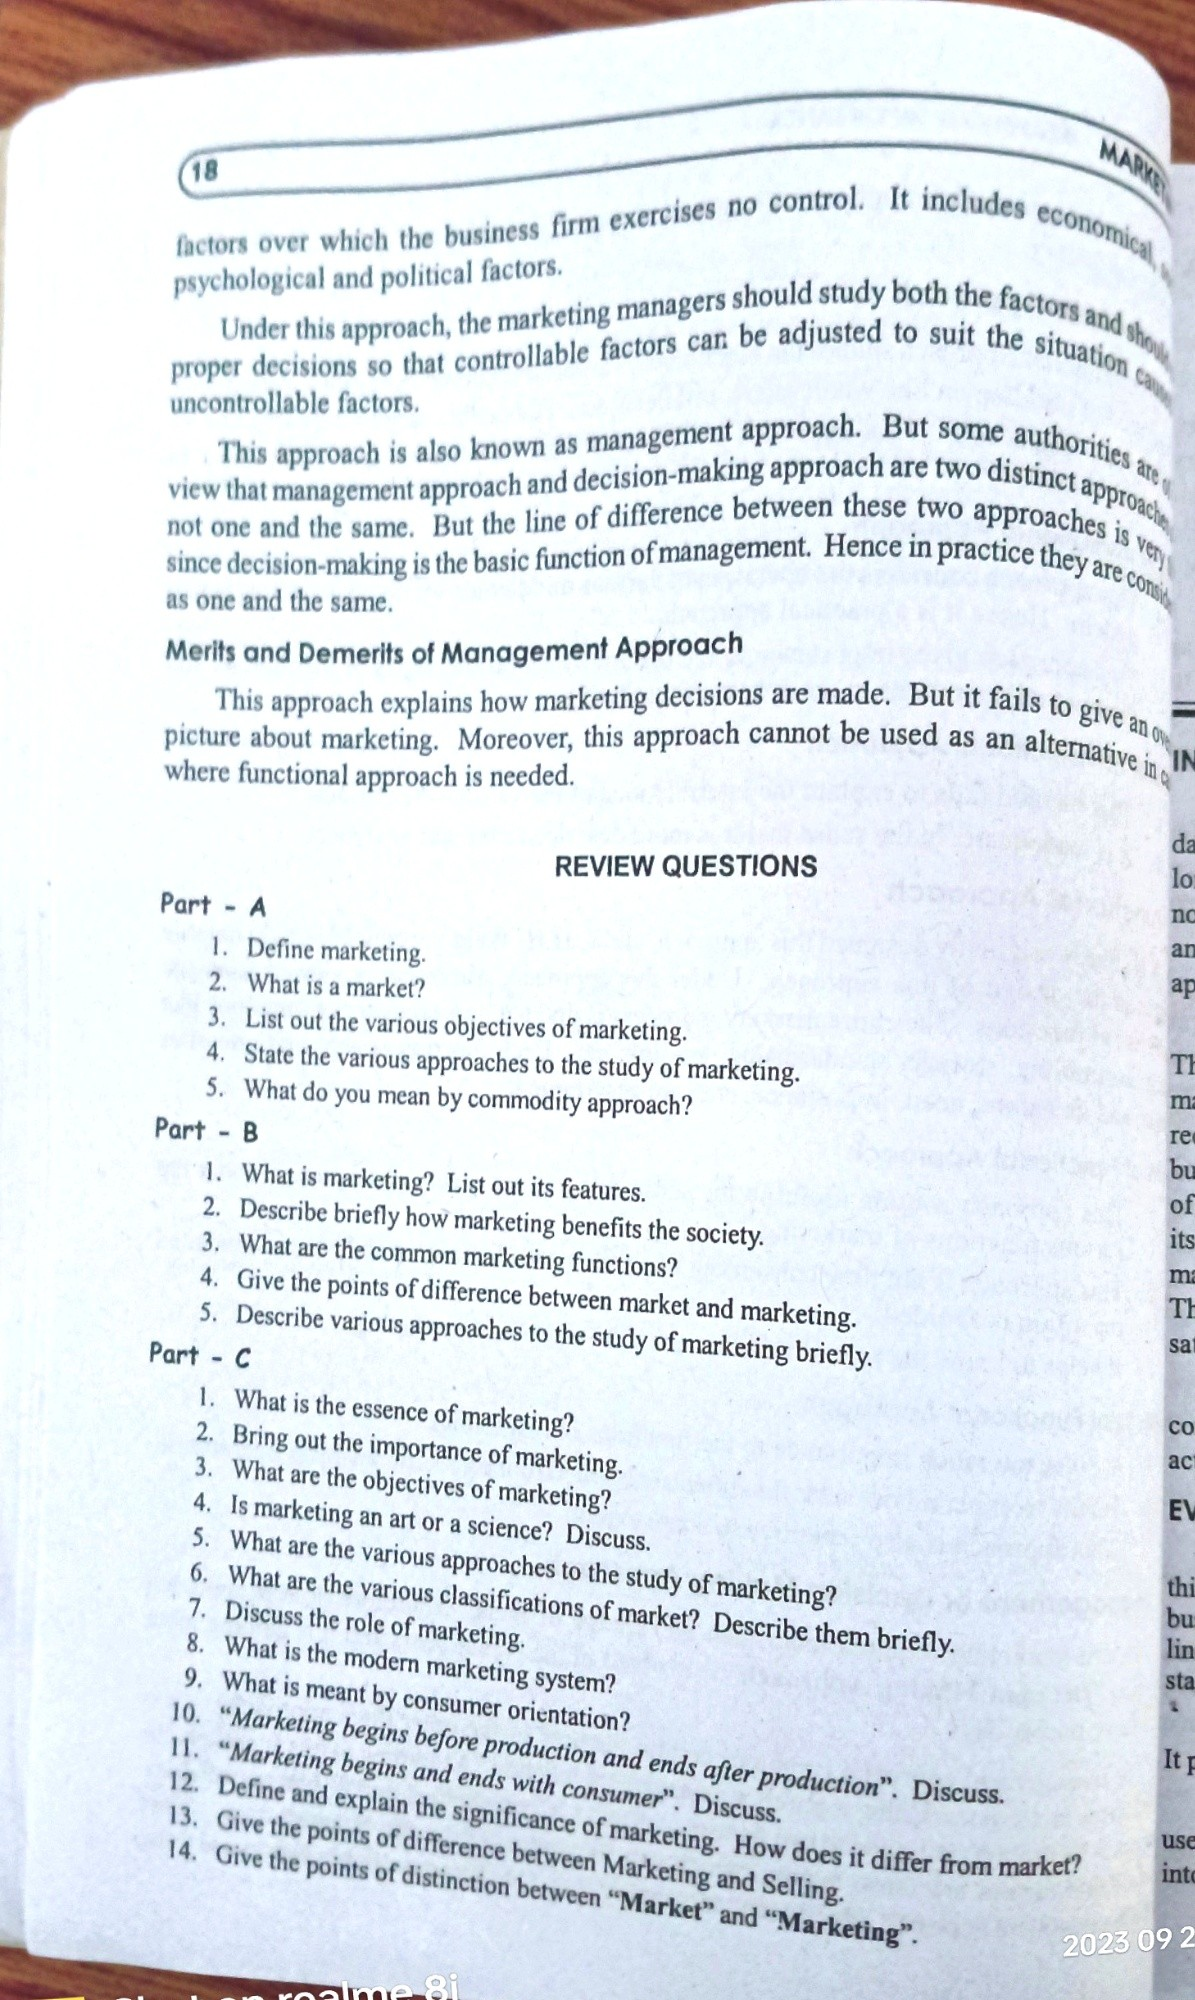 18
factors over which the business firm exercises no control. It includes economical,
psychological and political factors.
Under this approach, the marketing managers should study both the factors and should
proper decisions so that controllable factors can be adjusted to suit the situation
uncontrollable factors.
This approach is also known as management approach. But some authorities are
view that management approach and decision-making approach are two distinct
not one and the same. But the line of difference between these two approaches is very
since decision-making is the basic function of management. Hence in practice they are
as one and the same.
Merits and Demerits of Management Approach
This approach explains how marketing decisions are made. But it fails to give an
picture about marketing. Moreover, this approach cannot be used as an alternative in
where functional approach is needed.
REVIEW QUESTIONS
Part - A
1. Define marketing.
2. What is a market?
3. List out the various objectives of marketing.
4. State the various approaches to the study of marketing.
5. What do you mean by commodity approach?
Part - B
1. What is marketing? List out its features.
2. Describe briefly how marketing benefits the society.
3. What are the common marketing functions?
4. Give the points of difference between market and marketing.
5. Describe various approaches to the study of marketing briefly.
Part - C
1. What is the essence of marketing?
2. Bring out the importance of marketing.
3. What are the objectives of marketing?
4. Is marketing an art or a science? Discuss.
5. What are the various approaches to the study of marketing?
6. What are the various classifications of market? Describe them briefly.
7. Discuss the role of marketing.
8. What is the modern marketing system?
9. What is meant by consumer orientation?
10. “Marketing begins before production and ends after production”. Discuss.
11. “Marketing begins and ends with consumer”. Discuss.
12. Define and explain the significance of marketing. How does it differ from market?
13. Give the points of difference between Marketing and Selling.
14. Give the points of distinction between “Market” and “Marketing”.
2023 09 2
realme 8i